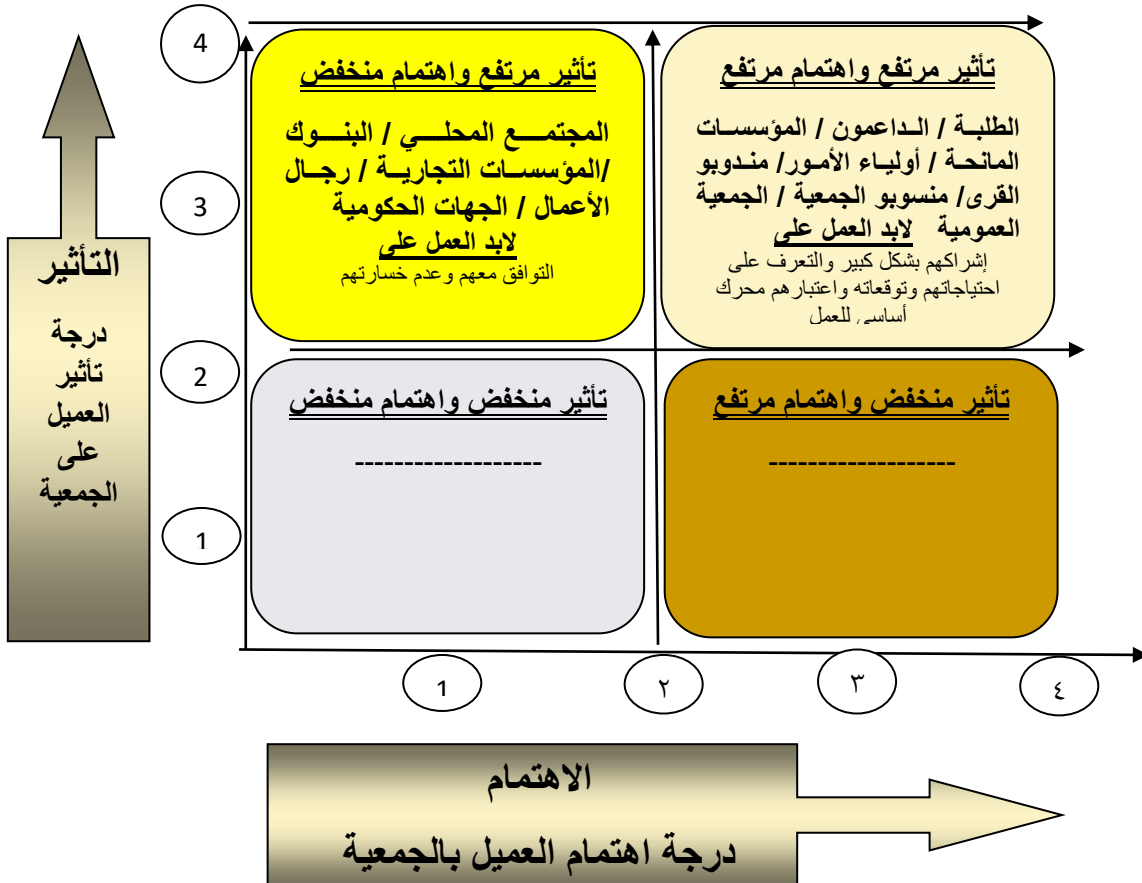 4
تأثير مرتفع واهتمام مرتفع
الطلبة / الداعمون / المؤسسات
المانحة / أولياء الأمور/ مندوبو
القرى/ منسوبو الجمعية / الجمعية
العمومية لابد العمل على
إشراكهم بشكل كبير والتعرف على
احتياجاتهم وتوقعاته واعتبارهم محرك
أساسي للعمل
تأثير مرتفع واهتمام منخفض
المجتمع المحلي / البنوك
/المؤسسات التجارية / رجال
الأعمال / الجهات الحكومية
لابد العمل على
التوافق معهم وعدم خسارتهم
3
التأثير
درجة
تأثير
العميل
على
الجمعية
2
تأثير منخفض واهتمام مرتفع
-------------------
تأثير منخفض واهتمام منخفض
-------------------
1
1
٢
٣
٤
الاهتمام
درجة اهتمام العميل بالجمعية